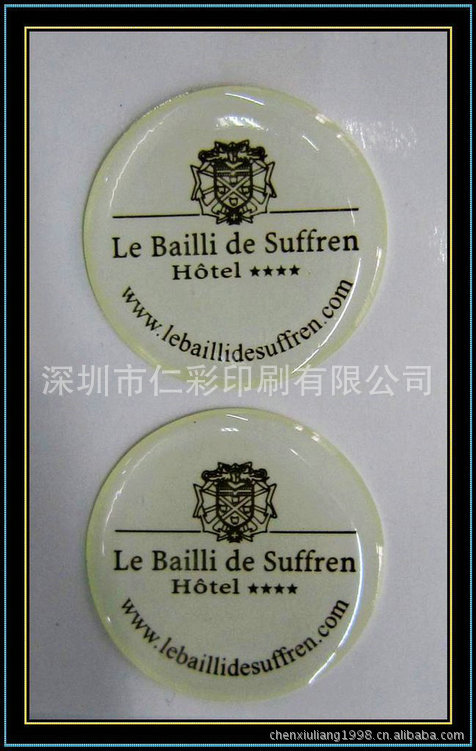 Le Bailli de Suffren
Hôtel ★★★★
www.lebaillidesuffren.com
深圳市仁彩印刷有限公司
Le Bailli de Suffren
Hôtel ★★★★
www.lebaillidesuffren.com
chenxiuliang1998.cn.alibaba.com